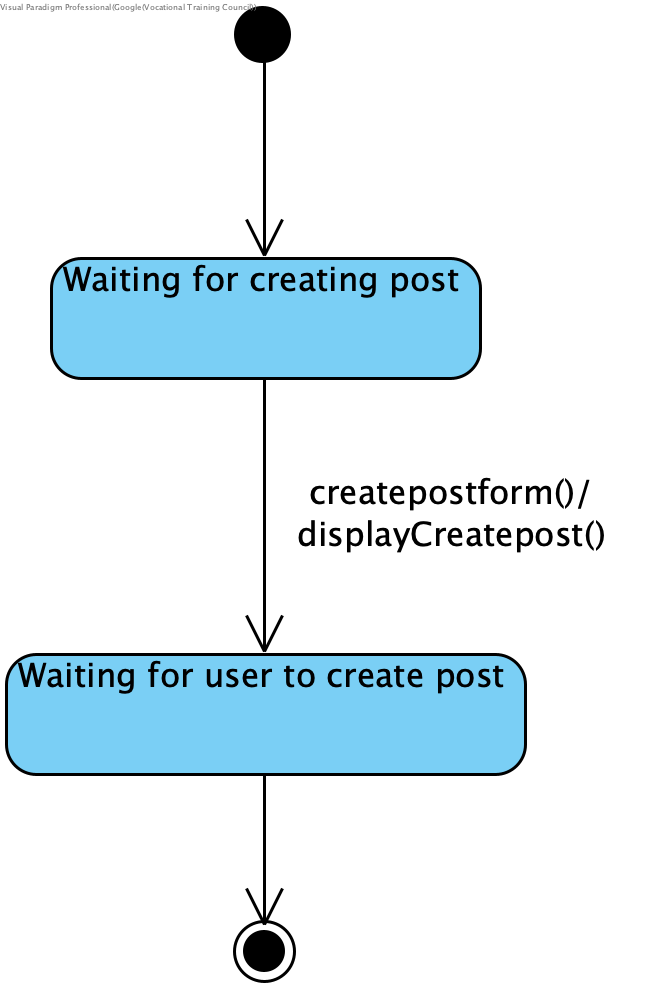 Visual Paradigm Professional(Google(Vocational Training Council))
Waiting for creating post
createpostform()/
displayCreatepost()
Waiting for user to create post